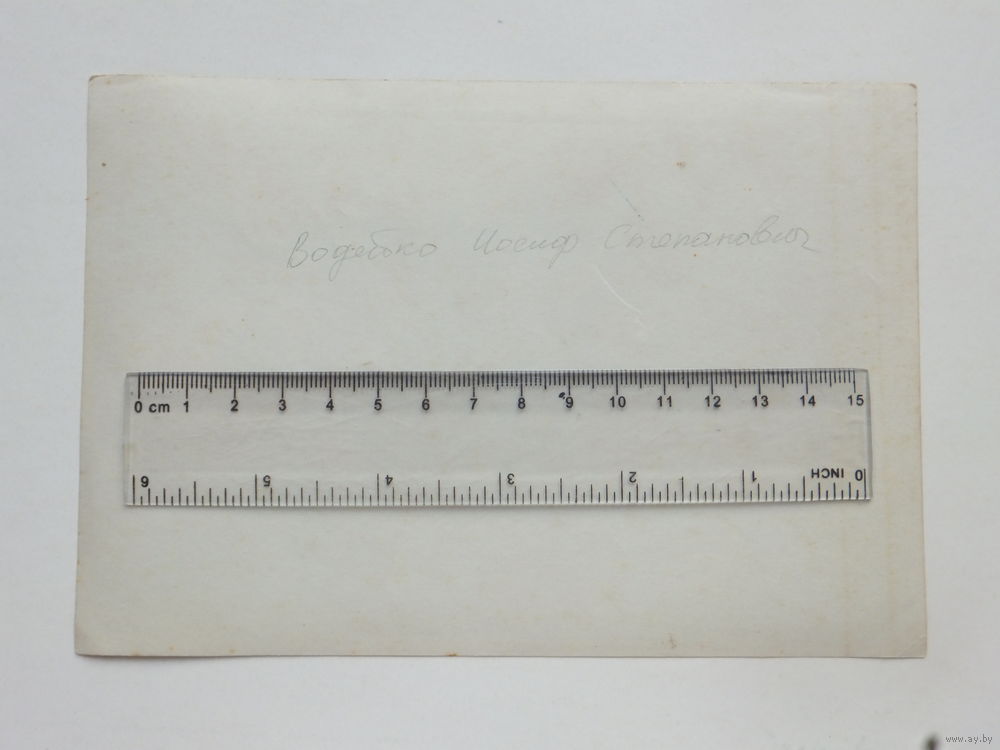 Водейко Иосиф Степанович
0 cm 1 2 3 4 5 6 7 8 9 10 11 12 13 14 15
6 5 4 3 2 1 INCH 0
www.ay.by